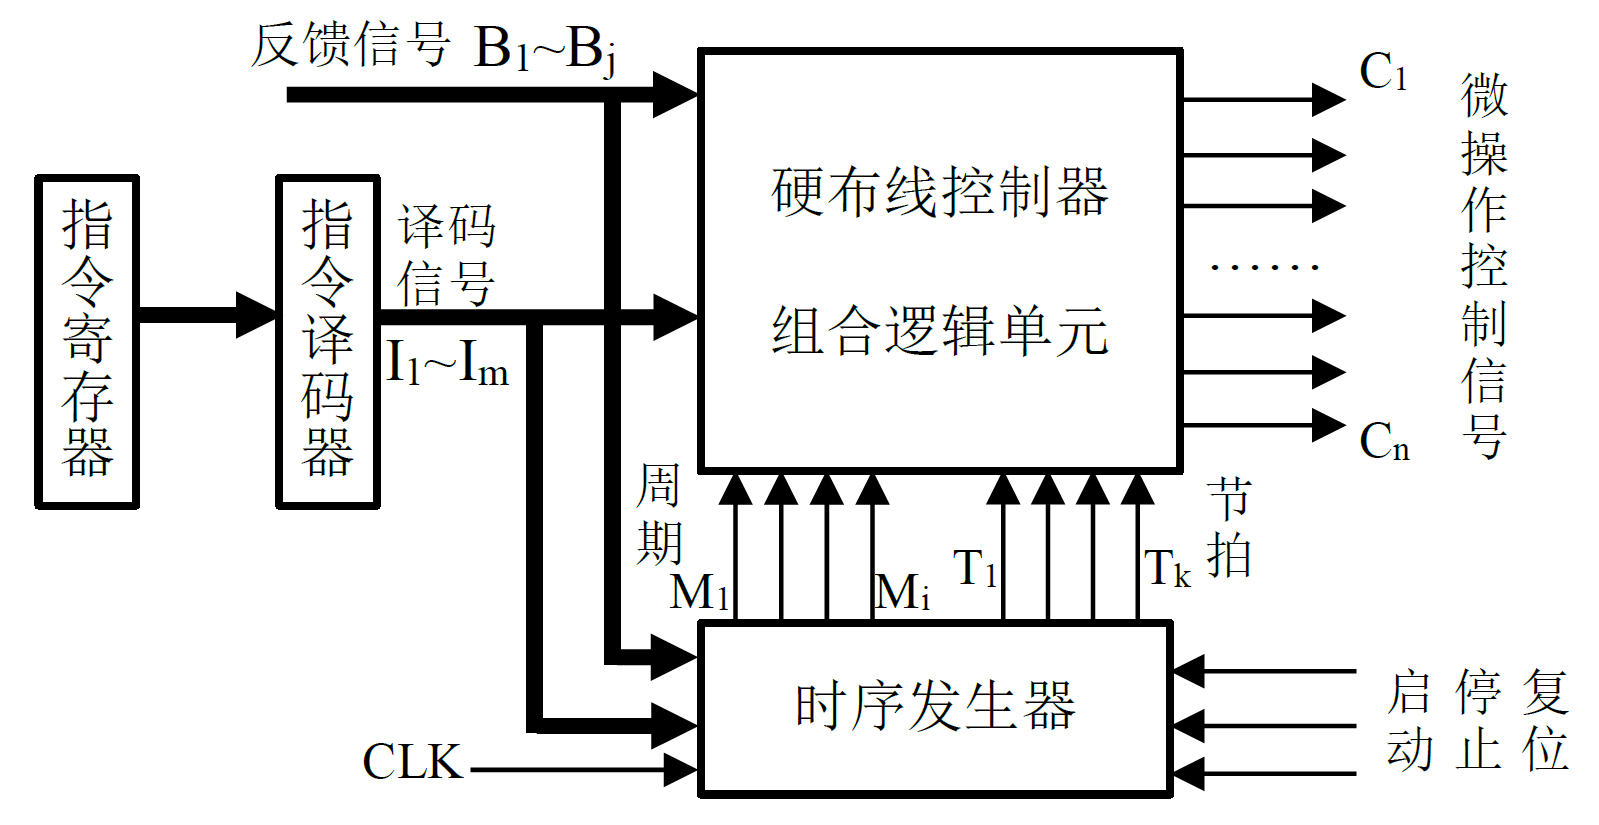 反馈信号 B1~Bj
指令寄存器
指令译码器
译码
信号
I1~Im
硬布线控制器
组合逻辑单元
C1
……
Cn
微操作控制信号
周期
M1
Mi
T1
Tk
节拍
时序发生器
CLK
启动
停止
复位